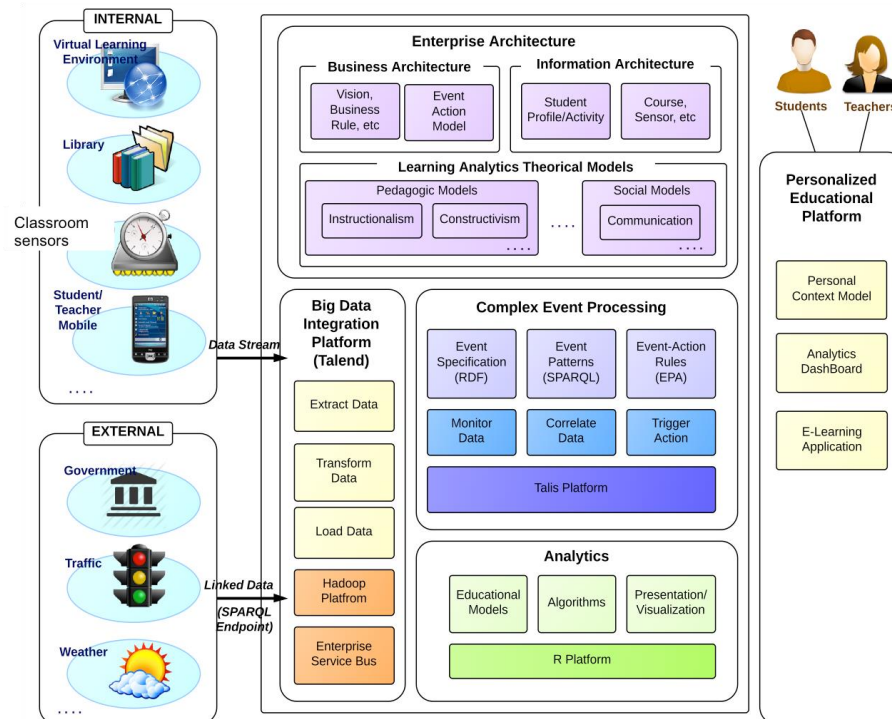 INTERNAL
Virtual Learning
Environment
Library
Classroom
sensors
Student/
Teacher
Mobile
....
EXTERNAL
Government
Traffic
Weather
....
Data Stream
Linked Data
(SPARQL
Endpoint)
Enterprise Architecture
Business Architecture
Vision,
Business
Rule, etc
Event
Action
Model
Information Architecture
Student
Profile/Activity
Course,
Sensor, etc
Learning Analytics Theorical Models
Pedagogic Models
Instructionalism
Constructivism
....
....
Social Models
Communication
....
Big Data
Integration
Platform
(Talend)
Extract Data
Transform
Data
Load Data
Hadoop
Platfrom
Enterprise
Service Bus
Complex Event Processing
Event
Specification
(RDF)
Event
Patterns
(SPARQL)
Event-Action
Rules
(EPA)
Monitor
Data
Correlate
Data
Trigger
Action
Talis Platform
Analytics
Educational
Models
Algorithms
Presentation/
Visualization
R Platform
Students
Teachers
Personalized
Educational
Platform
Personal
Context Model
Analytics
DashBoard
E-Learning
Application